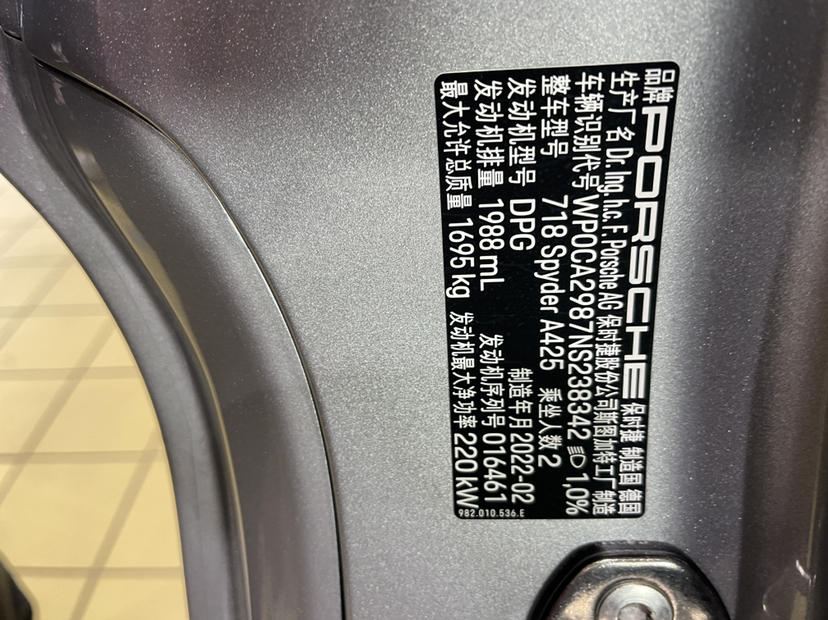 品牌 PORSCHE 保时捷 制造国 德国
生产厂名 Dr. Ing. h.c. F. Porsche AG 保时捷股份公司斯图加特工厂制造
车辆识别代号 WP0CA2987NS238342 1,0%
整车型号 718 Spyder A425 乘坐人数 2
发动机型号 DPG 制造年月 2022-02
发动机排量 1988 mL 发动机序列号 016461
最大允许总质量 1695 kg 发动机最大净功率 220 kW
982.010.536.E